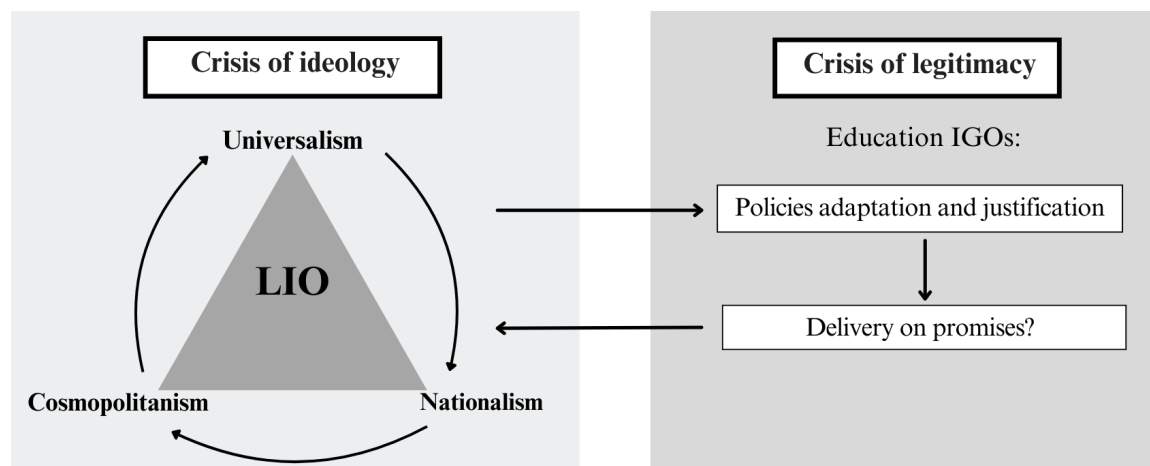 Crisis of ideology
Universalism
LIO
Cosmopolitanism
Nationalism
Crisis of legitimacy
Education IGOs:
Policies adaptation and justification
Delivery on promises?